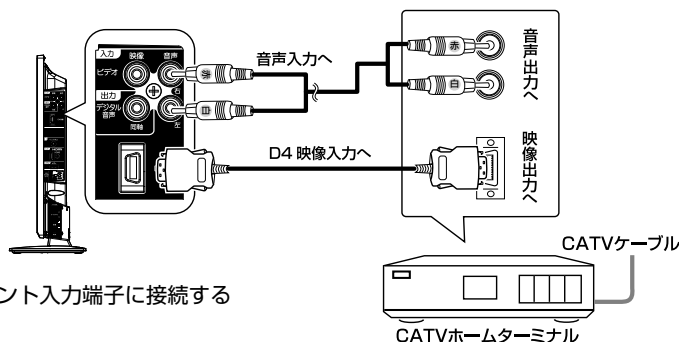 入力
映像
音声
ビデオ
右
出力
デジタル
音声
同軸
左
赤
白
音声入力へ
赤
白
音声出力へ
D4 映像入力へ
映像出力へ
CATVケーブル
ント入力端子に接続する
CATVホームターミナル